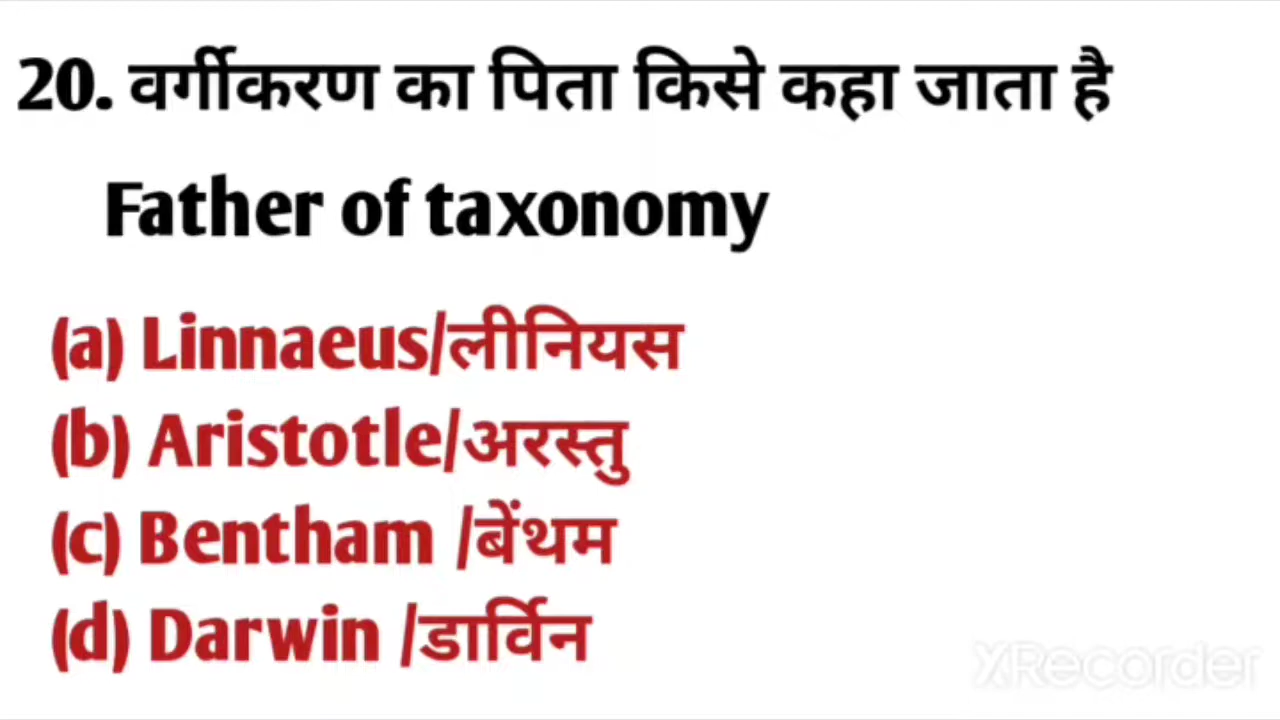 20. वर्गीकरण का पिता किसे कहा जाता है
Father of taxonomy
(a) Linnaeus/लीनियस
(b) Aristotle/अरस्तु
(c) Bentham /बेंथम
(d) Darwin /डार्विन
XRecorder